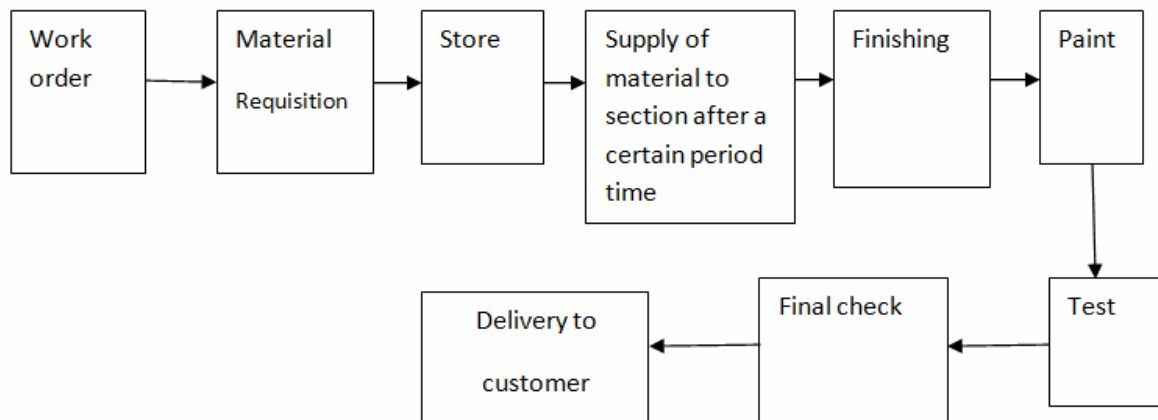 Work
order
Material
Requisition
Store
Supply of
material to
section after a
certain period
time
Finishing
Paint
Test
Final check
Delivery to
customer